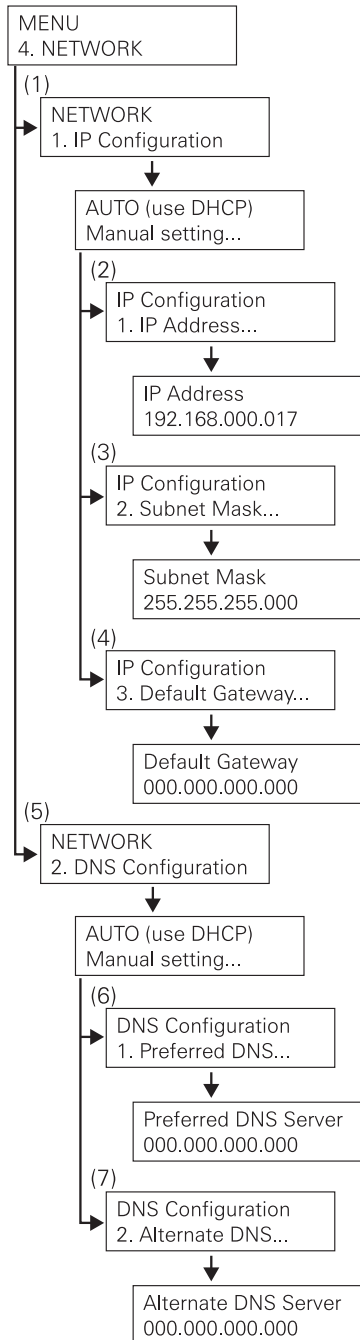 MENU
4. NETWORK
(1)
NETWORK
1. IP Configuration
AUTO (use DHCP)
Manual setting...
(2)
IP Configuration
1. IP Address...
IP Address
192.168.000.017
(3)
IP Configuration
2. Subnet Mask...
Subnet Mask
255.255.255.000
(4)
IP Configuration
3. Default Gateway...
Default Gateway
000.000.000.000
(5)
NETWORK
2. DNS Configuration
AUTO (use DHCP)
Manual setting...
(6)
DNS Configuration
1. Preferred DNS...
Preferred DNS Server
000.000.000.000
(7)
DNS Configuration
2. Alternate DNS...
Alternate DNS Server
000.000.000.000